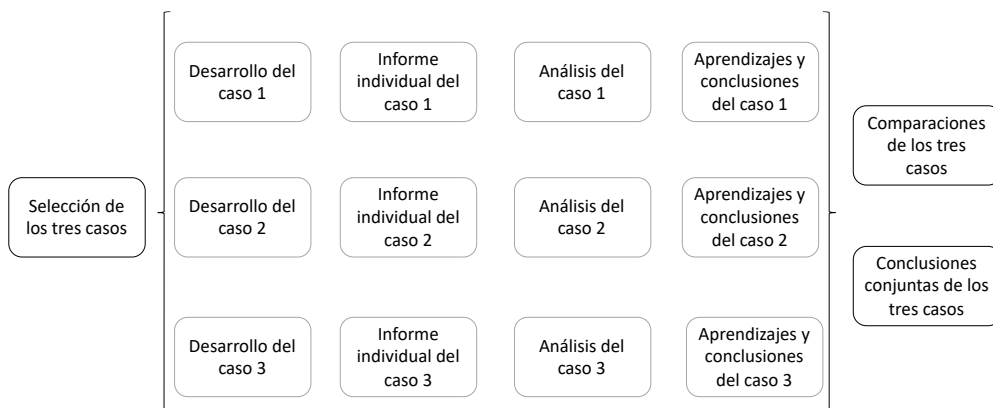 Selección de
los tres casos
Desarrollo del
caso 1
Informe
individual del
caso 1
Análisis del
caso 1
Aprendizajes y
conclusiones
del caso 1
Desarrollo del
caso 2
Informe
individual del
caso 2
Análisis del
caso 2
Aprendizajes y
conclusiones
del caso 2
Desarrollo del
caso 3
Informe
individual del
caso 3
Análisis del
caso 3
Aprendizajes y
conclusiones
del caso 3
Comparaciones
de los tres
casos
Conclusiones
conjuntas de los
tres casos